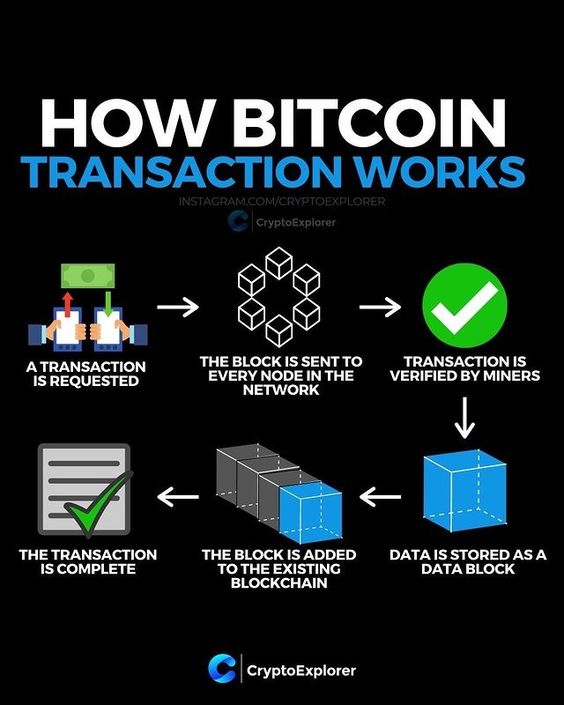 HOW BITCOIN
TRANSACTION WORKS
INSTAGRAM.COM/CRYPTOEXPLORER
CryptoExplorer
A TRANSACTION
IS REQUESTED
THE BLOCK IS SENT TO
EVERY NODE IN THE
NETWORK
TRANSACTION IS
VERIFIED BY MINERS
THE TRANSACTION
IS COMPLETE
THE BLOCK IS ADDED
TO THE EXISTING
BLOCKCHAIN
DATA IS STORED AS A
DATA BLOCK
CryptoExplorer